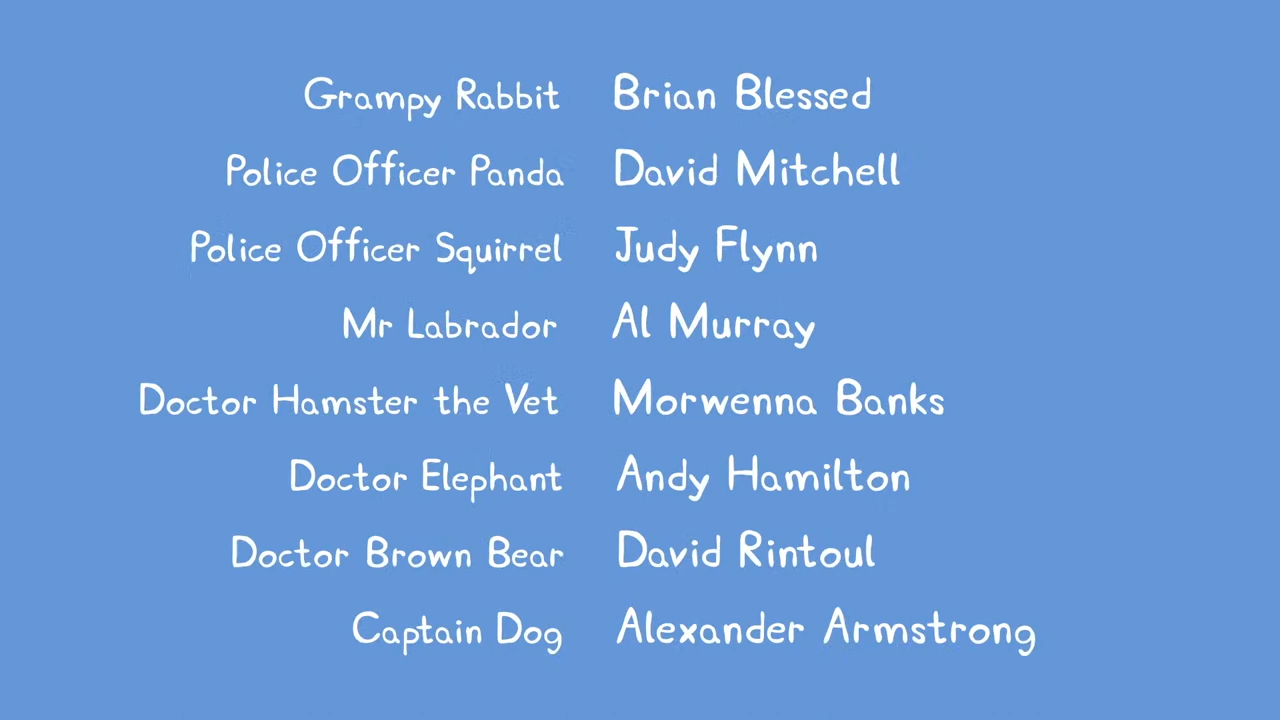 Grampy Rabbit Brian Blessed
Police Officer Panda David Mitchell
Police Officer Squirrel Judy Flynn
Mr Labrador Al Murray
Doctor Hamster the Vet Morwenna Banks
Doctor Elephant Andy Hamilton
Doctor Brown Bear David Rintoul
Captain Dog Alexander Armstrong